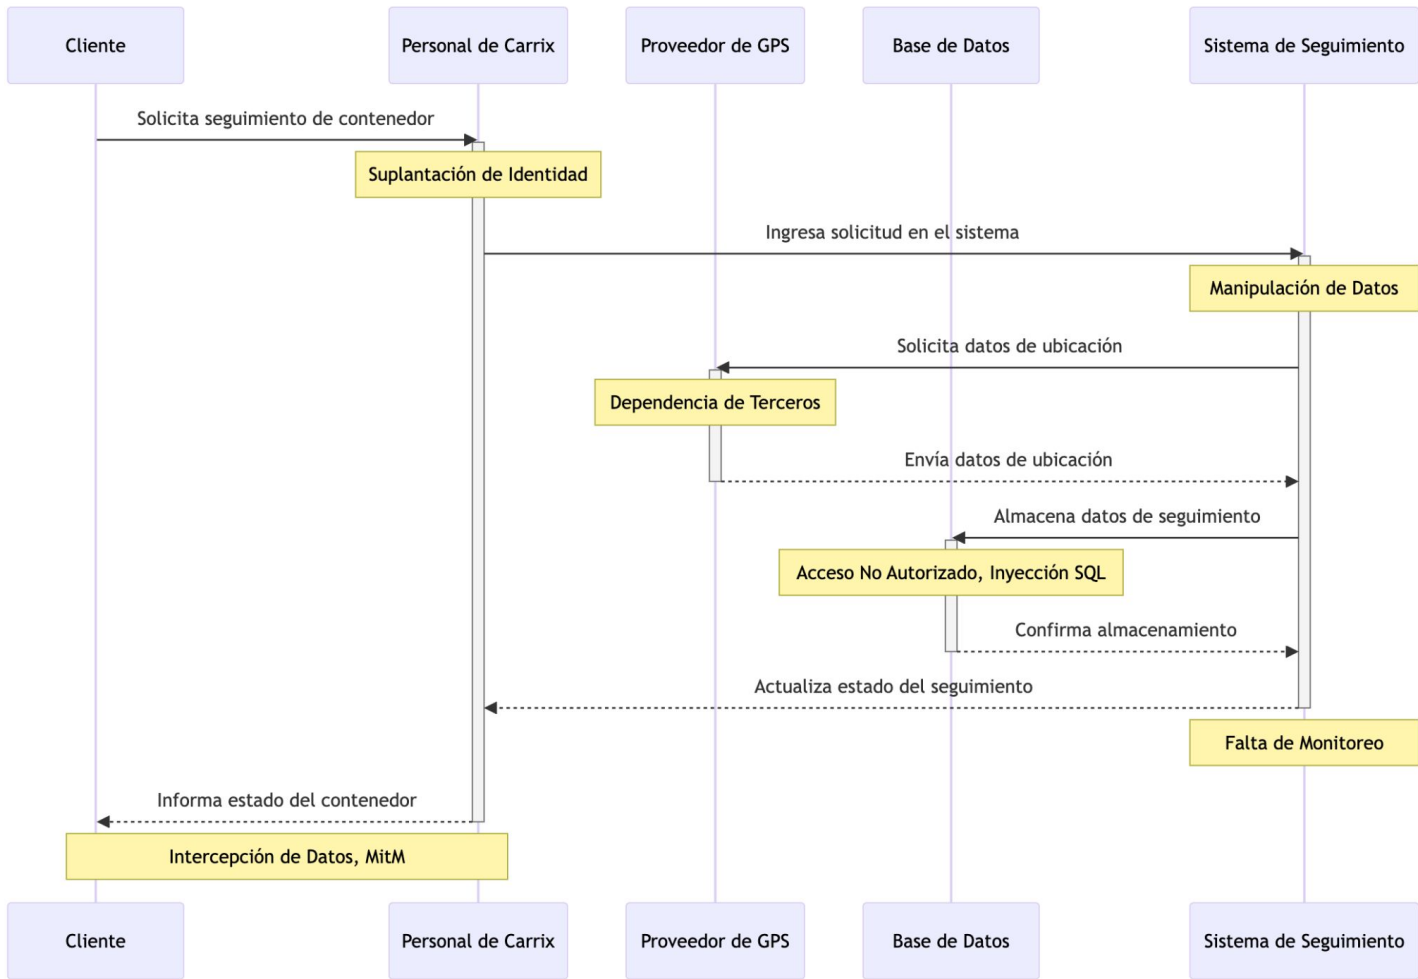 Cliente
Personal de Carrix
Proveedor de GPS
Base de Datos
Sistema de Seguimiento
Solicita seguimiento de contenedor
Suplantación de Identidad
Ingresa solicitud en el sistema
Manipulación de Datos
Solicita datos de ubicación
Dependencia de Terceros
Envía datos de ubicación
Almacena datos de seguimiento
Acceso No Autorizado, Inyección SQL
Confirma almacenamiento
Actualiza estado del seguimiento
Falta de Monitoreo
Informa estado del contenedor
Intercepción de Datos, MitM
Cliente
Personal de Carrix
Proveedor de GPS
Base de Datos
Sistema de Seguimiento